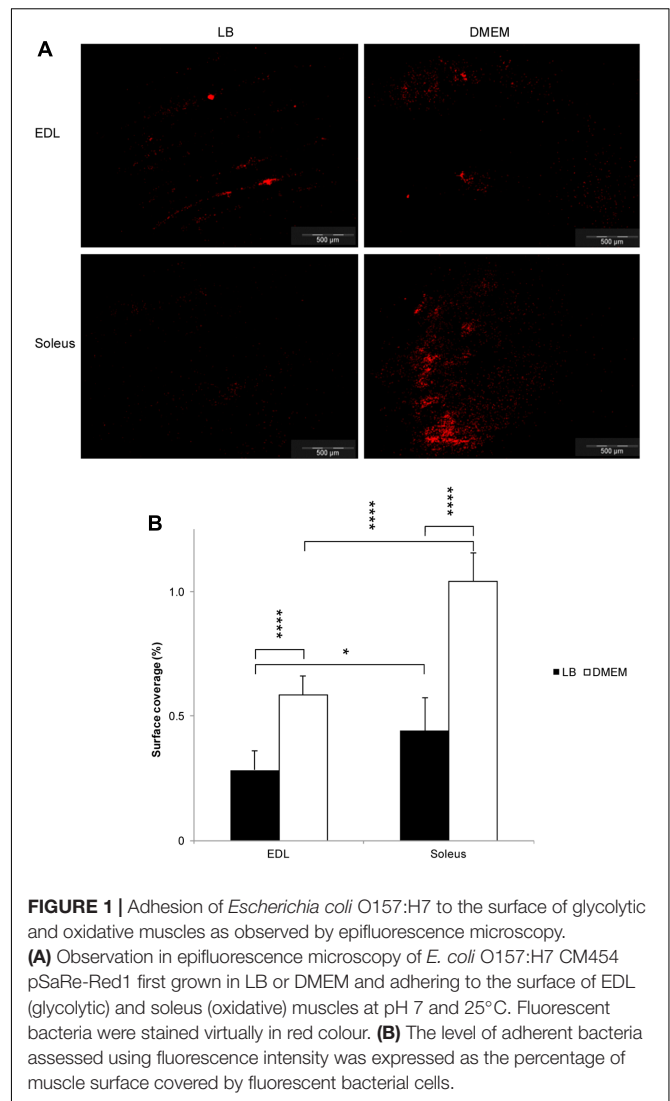 LB DMEM
A
EDL
500 µm 500 µm
Soleus
500 µm 500 µm
B
**** ****
1.0
****
*
LB DMEM
Surface coverage (%)
0.5
0
EDL Soleus
FIGURE 1 | Adhesion of Escherichia coli O157:H7 to the surface of glycolytic
and oxidative muscles as observed by epifluorescence microscopy.
(A) Observation in epifluorescence microscopy of E. coli O157:H7 CM454
pSaRe-Red1 first grown in LB or DMEM and adhering to the surface of EDL
(glycolytic) and soleus (oxidative) muscles at pH 7 and 25°C. Fluorescent
bacteria were stained virtually in red colour. (B) The level of adherent bacteria
assessed using fluorescence intensity was expressed as the percentage of
muscle surface covered by fluorescent bacterial cells.